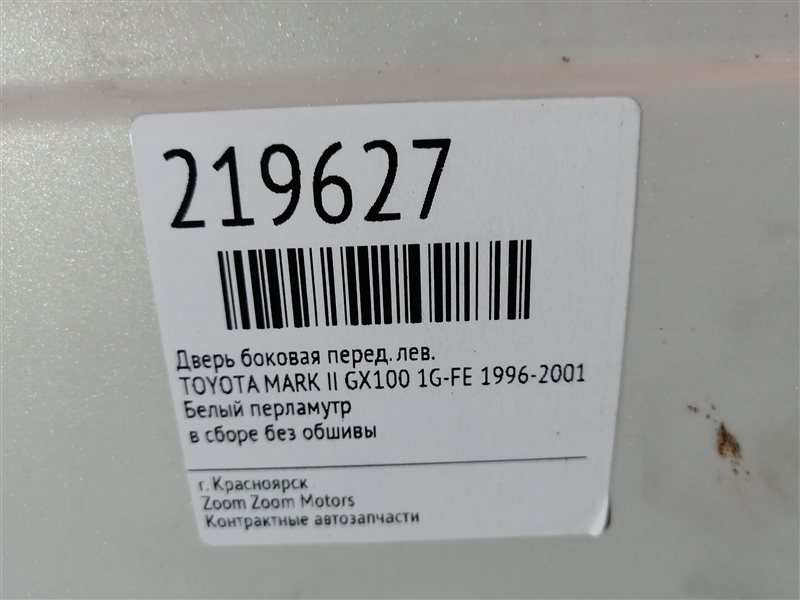 219627
Дверь боковая перед. лев.
TOYOTA MARK II GX100 1G-FE 1996-2001
Белый перламутр
в сборе без обшивы
г. Красноярск
Zoom Zoom Motors
Контрактные автозапчасти